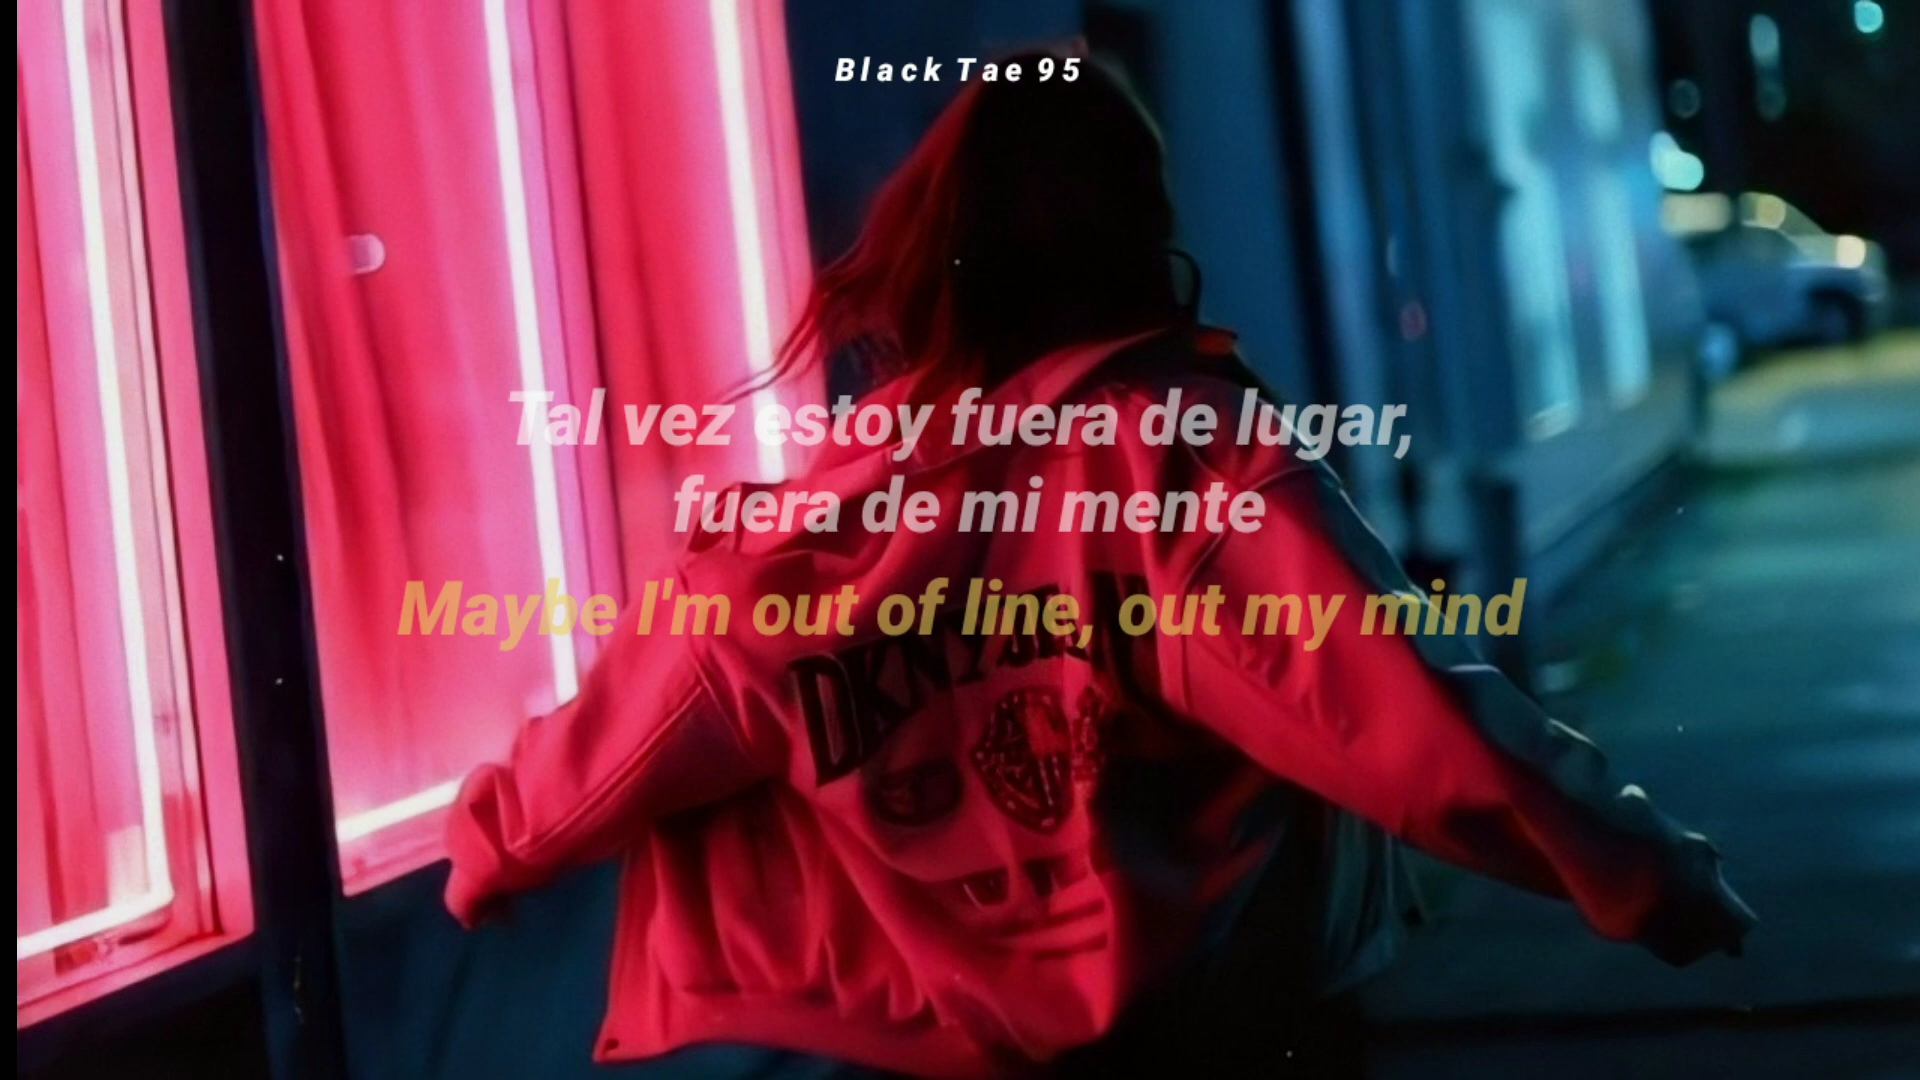 Black Tae 95
Tal vez estoy fuera de lugar,
fuera de mi mente
Maybe I'm out of line, out my mind
DKNY